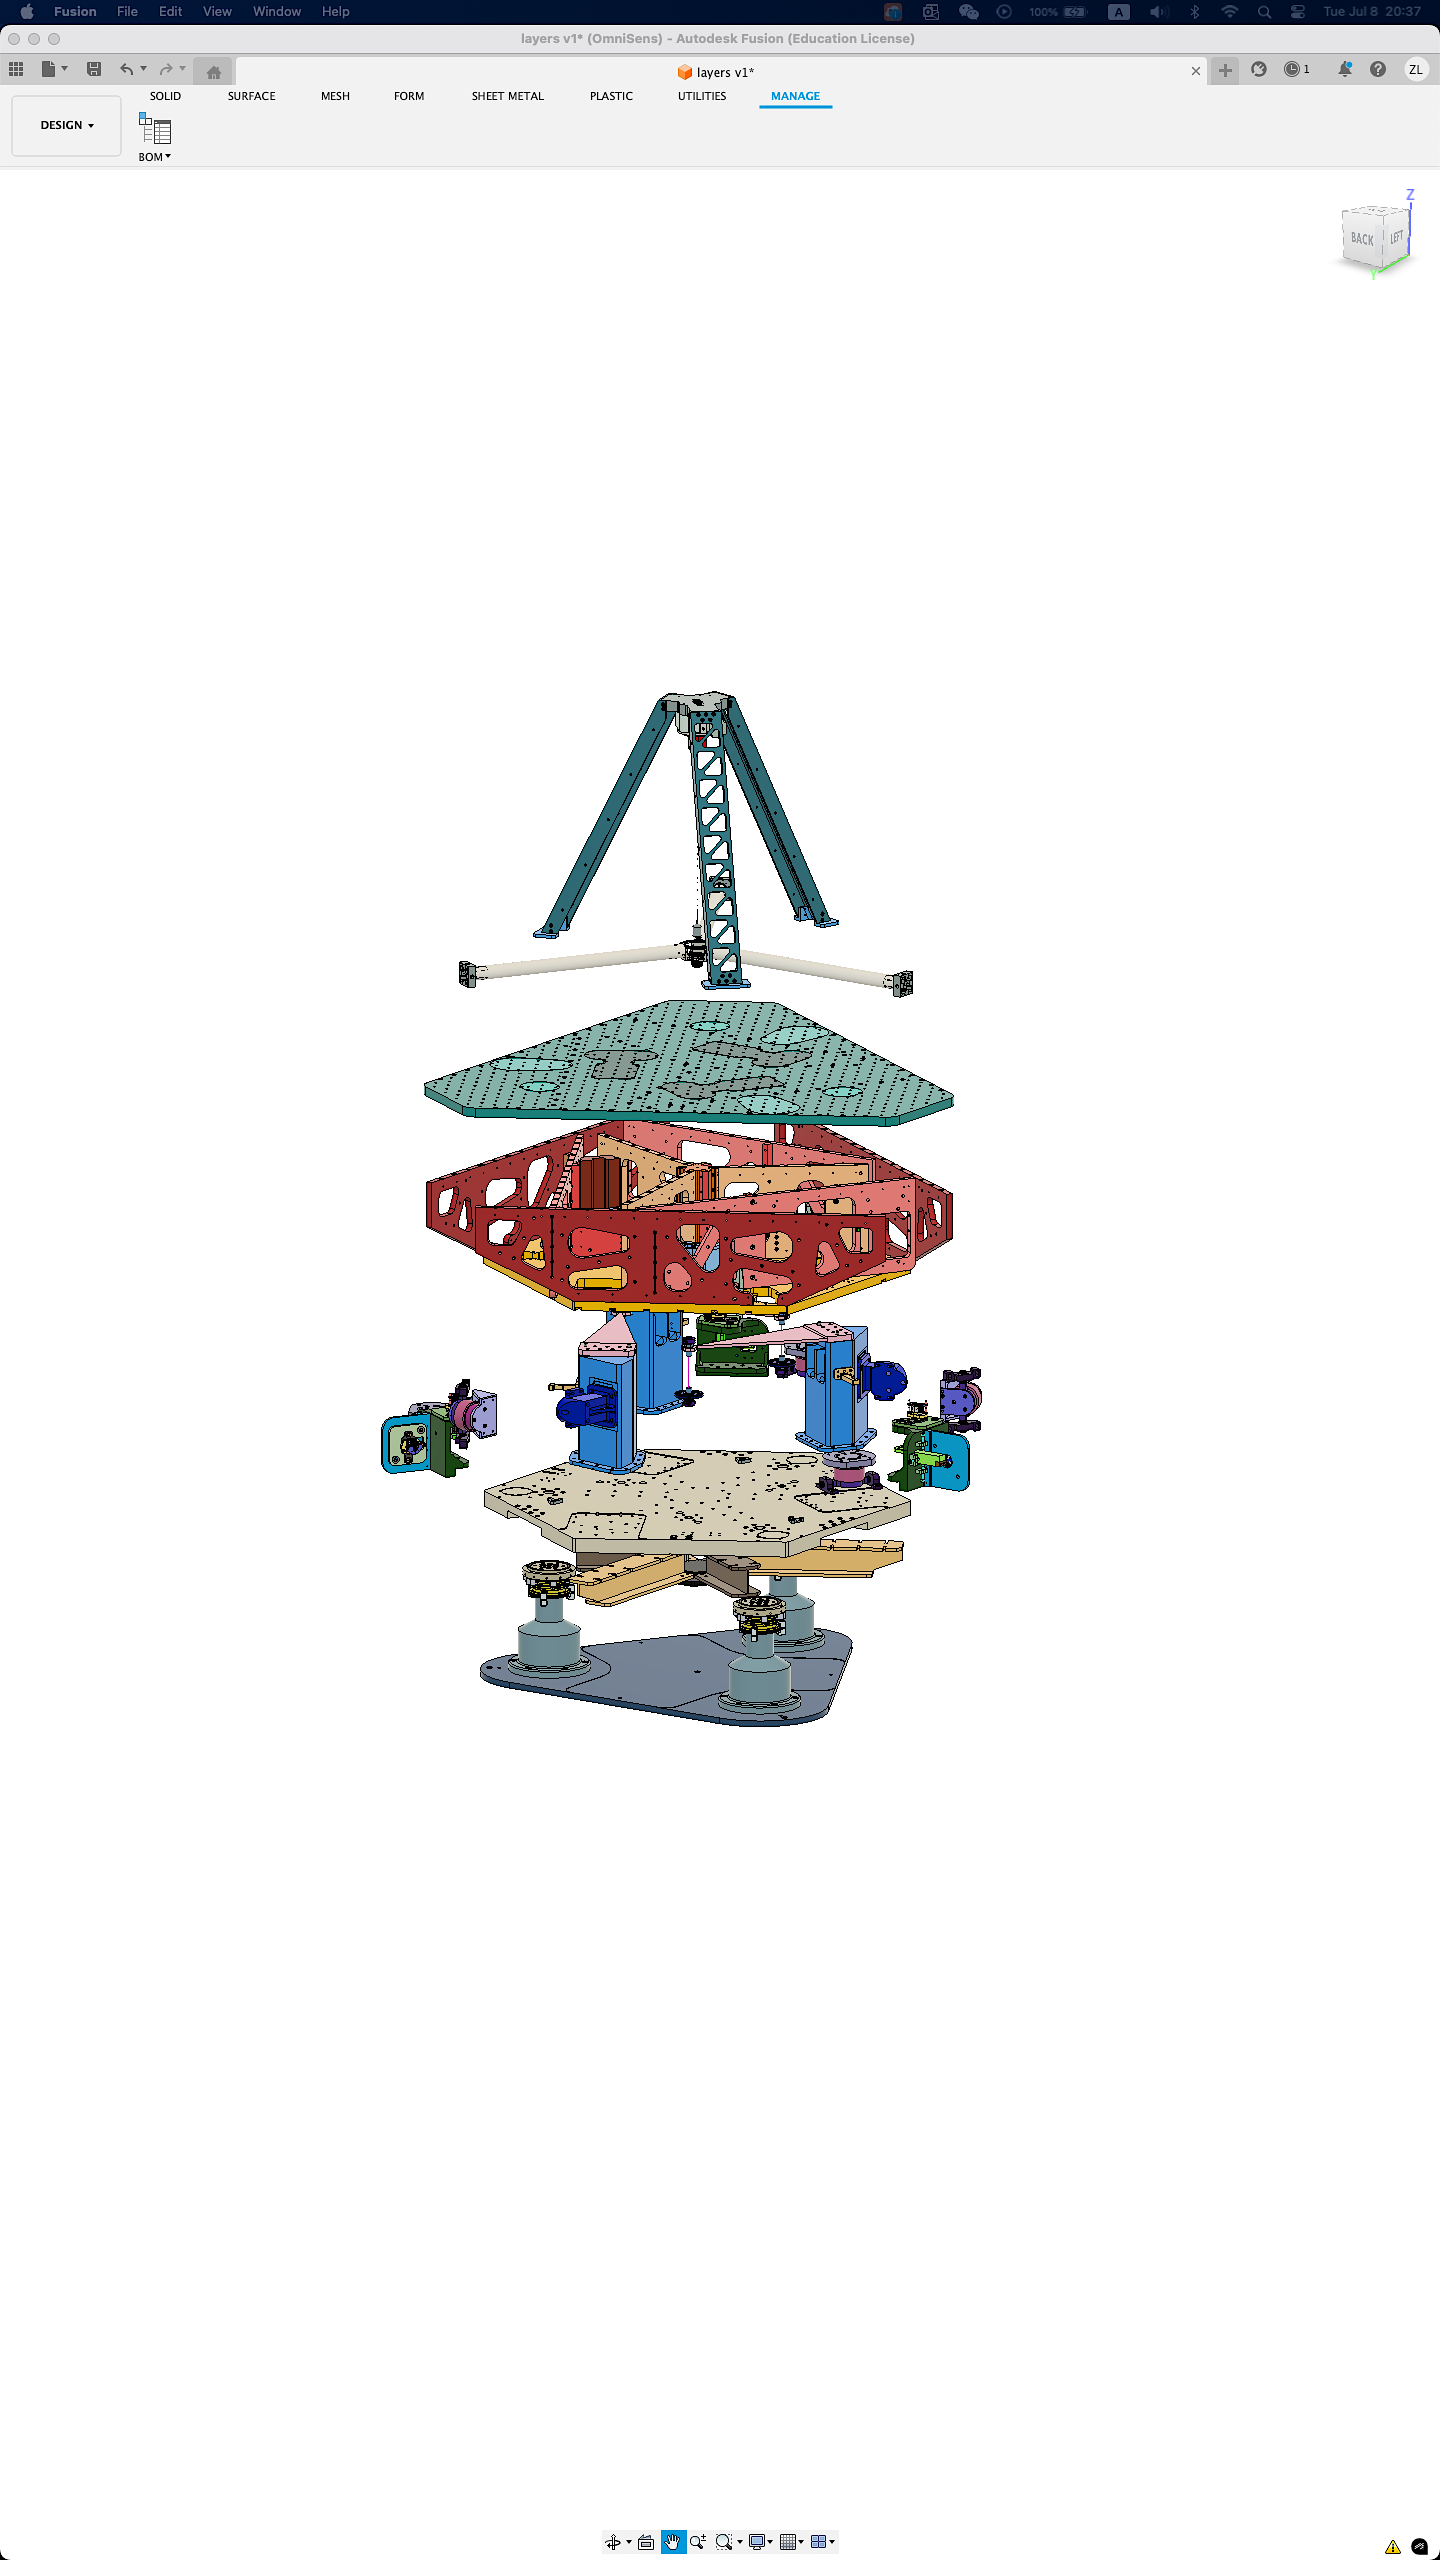 Fusion File Edit View Window Help 100% A Tue Jul 8 20:37
layers v1* (OmniSens) - Autodesk Fusion (Education License)
layers v1* 1 ZL
SOLID SURFACE MESH FORM SHEET METAL PLASTIC UTILITIES MANAGE
DESIGN
BOM
Z
BACK LEFT
Y